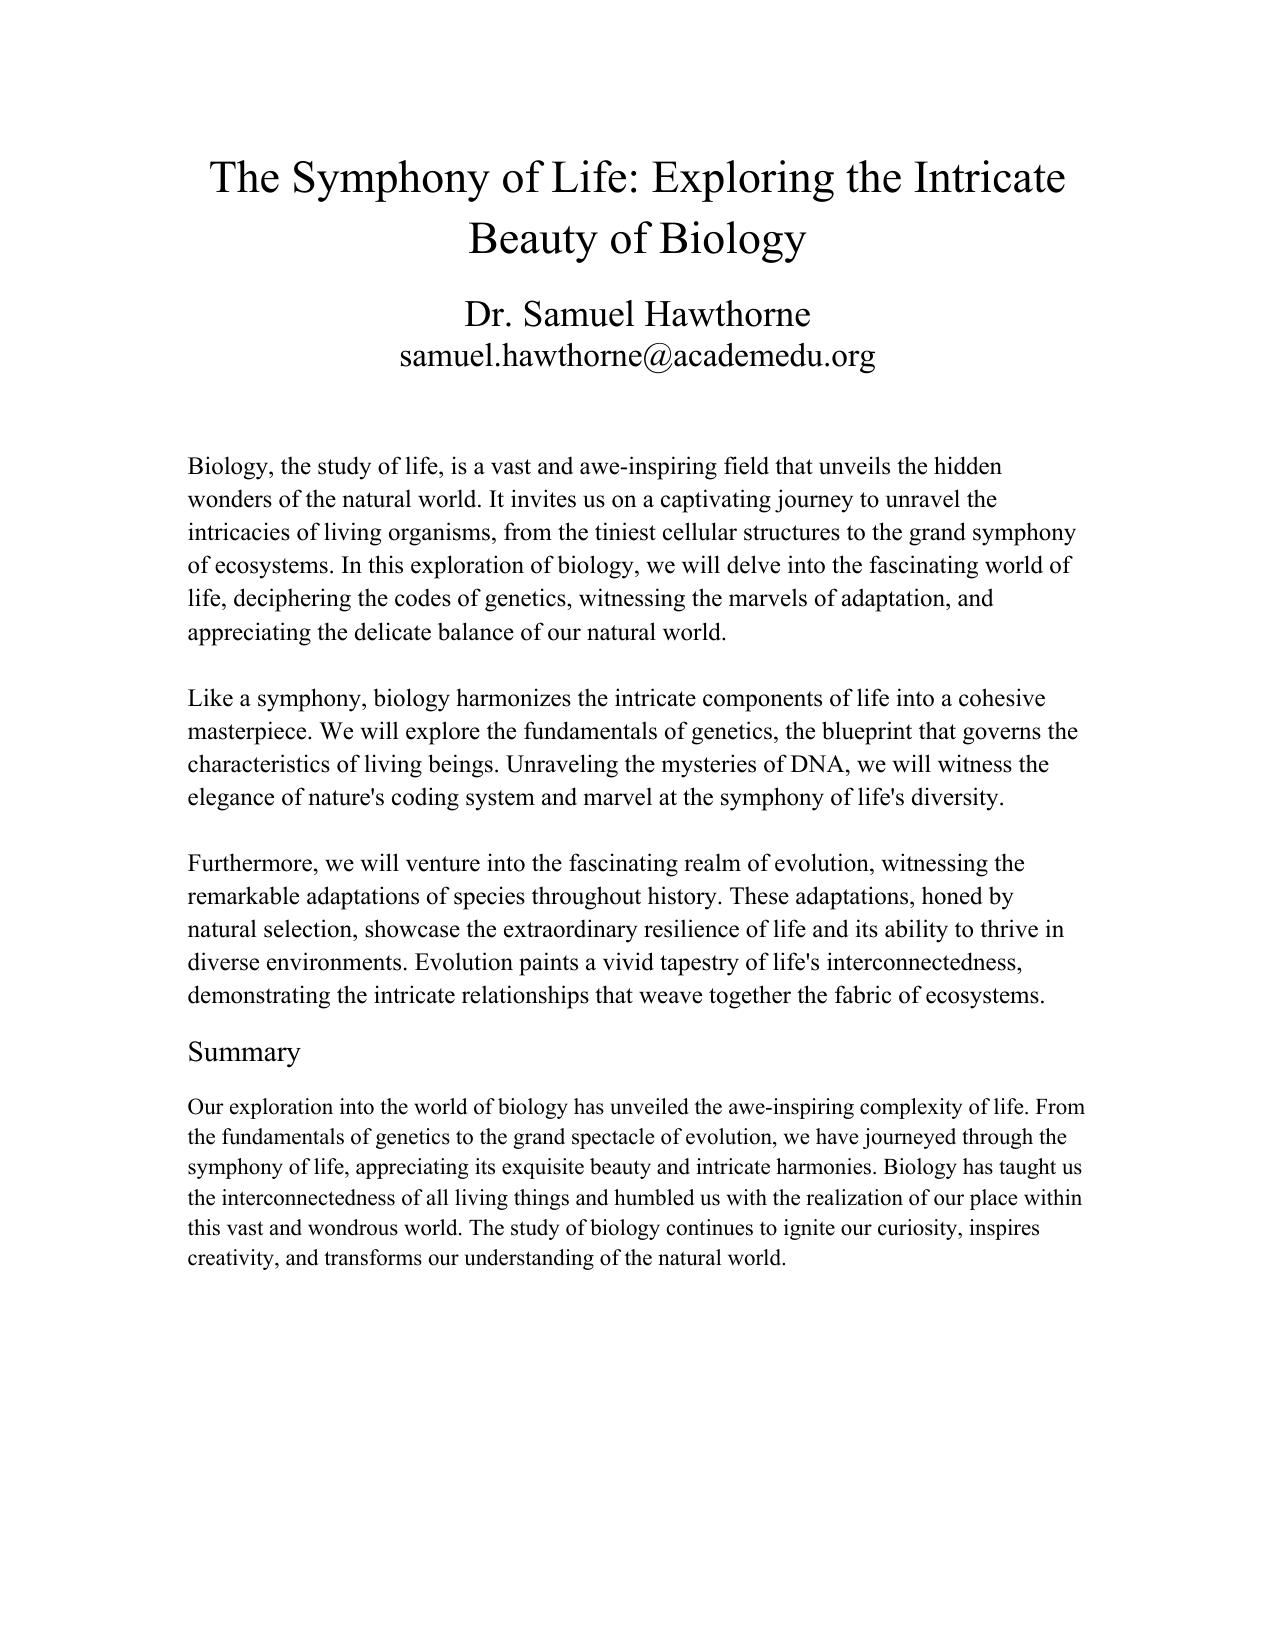 The Symphony of Life: Exploring the Intricate
Beauty of Biology
Dr. Samuel Hawthorne
samuel.hawthorne@academedu.org
Biology, the study of life, is a vast and awe-inspiring field that unveils the hidden
wonders of the natural world. It invites us on a captivating journey to unravel the
intricacies of living organisms, from the tiniest cellular structures to the grand symphony
of ecosystems. In this exploration of biology, we will delve into the fascinating world of
life, deciphering the codes of genetics, witnessing the marvels of adaptation, and
appreciating the delicate balance of our natural world.
Like a symphony, biology harmonizes the intricate components of life into a cohesive
masterpiece. We will explore the fundamentals of genetics, the blueprint that governs the
characteristics of living beings. Unraveling the mysteries of DNA, we will witness the
elegance of nature's coding system and marvel at the symphony of life's diversity.
Furthermore, we will venture into the fascinating realm of evolution, witnessing the
remarkable adaptations of species throughout history. These adaptations, honed by
natural selection, showcase the extraordinary resilience of life and its ability to thrive in
diverse environments. Evolution paints a vivid tapestry of life's interconnectedness,
demonstrating the intricate relationships that weave together the fabric of ecosystems.
Summary
Our exploration into the world of biology has unveiled the awe-inspiring complexity of life. From
the fundamentals of genetics to the grand spectacle of evolution, we have journeyed through the
symphony of life, appreciating its exquisite beauty and intricate harmonies. Biology has taught us
the interconnectedness of all living things and humbled us with the realization of our place within
this vast and wondrous world. The study of biology continues to ignite our curiosity, inspires
creativity, and transforms our understanding of the natural world.